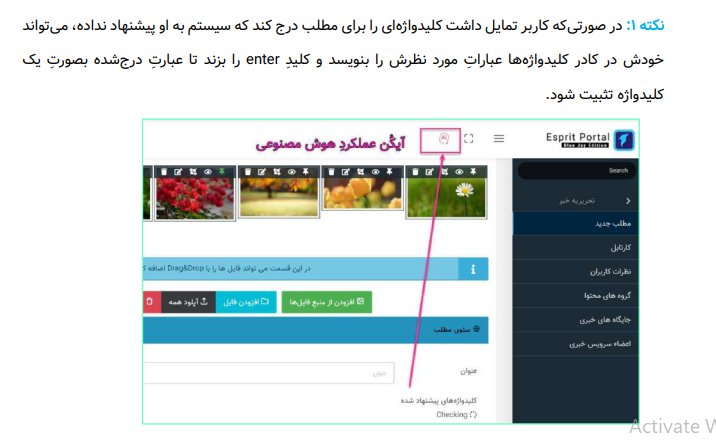 نکته ۱: در صورتی‌که کاربر تمایل داشت کلیدواژه‌ای را برای مطلب درج کند که سیستم به او پیشنهاد نداده، می‌تواند
خودش در کادر کلیدواژه‌ها عباراتِ مورد نظرش را بنویسد و کلیدِ enter را بزند تا عبارتِ درج‌شده بصورتِ یک
کلیدواژه تثبیت شود.
Esprit Portal
Blue Jay Edition
AI
آیکُن عملکردِ هوش مصنوعی
Search
تحریریه خبر
مطلب جدید
کارتابل
نظرات کاربران
گروه های محتوا
جایگاه های خبری
اعضاء سرویس خبری
در این قسمت می تواند فایل ها را با Drag&Drop اضافه ک
افزودن از منبع فایل‌ها
افزودن فایل
آپلود همه
سئوی مطلب
عنوان
عنوان
کلیدواژه‌های پیشنهاد شده
Checking
Activate W